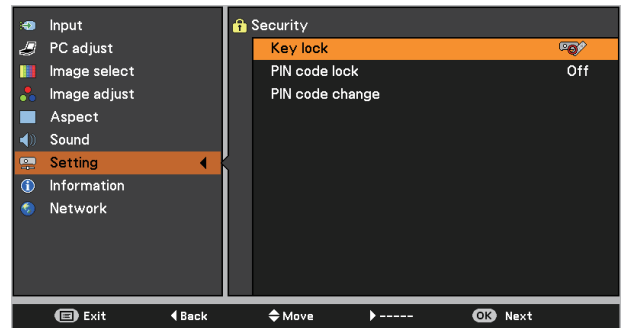 Input
PC adjust
Image select
Image adjust
Aspect
Sound
Setting
Information
Network
Security
Key lock
PIN code lock Off
PIN code change
Exit Back Move ----- OK Next